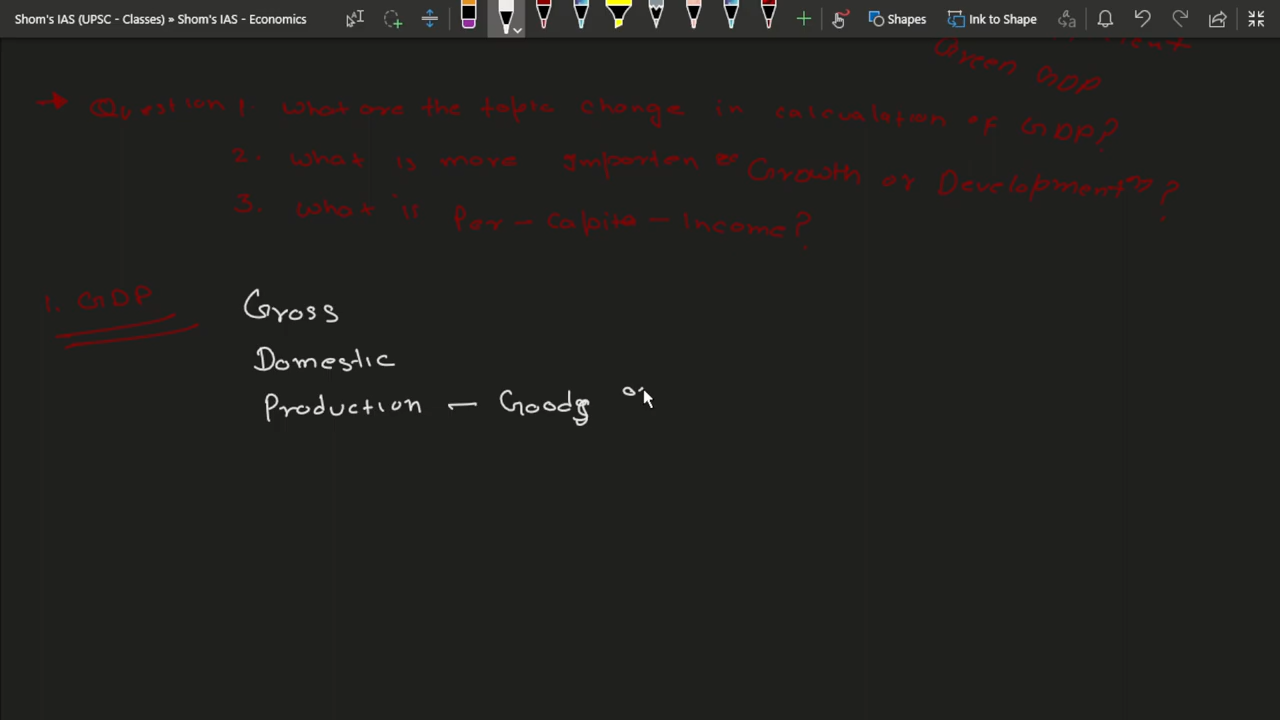 Shom's IAS (UPSC - Classes) » Shom's IAS - Economics
Shapes
Ink to Shape
Green GDP
Question 1. What are the change in calculation of GDP?
2. What is more Importen Growth or Development?
3. What is Per - Capita - Income?
1. GDP
Gross
Domestic
Production - Goods